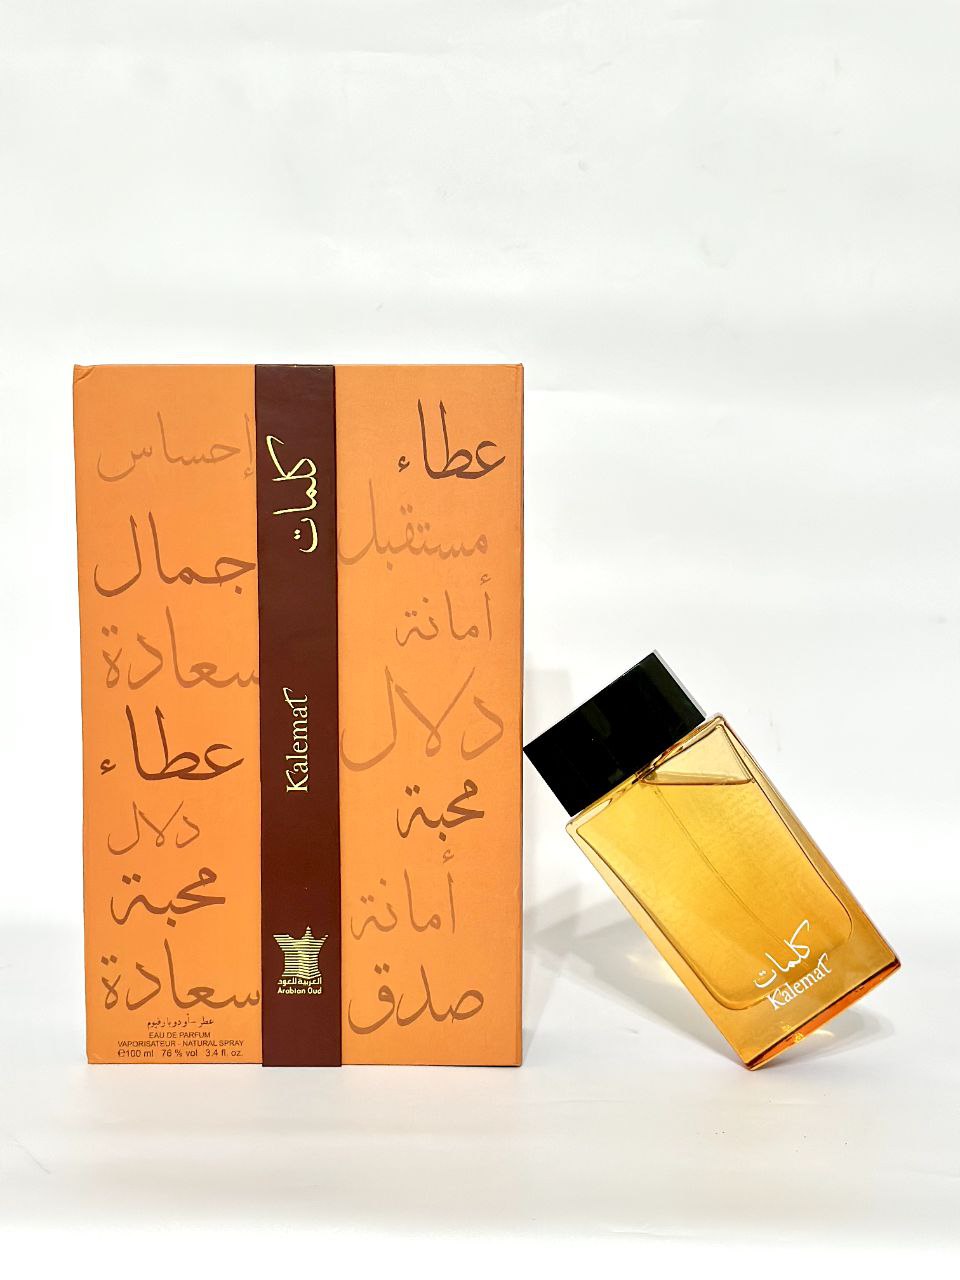 إحساس
جمال
سعادة
عطاء
دلال
محبة
سعادة
عطر - أو دو بارفيوم
EAU DE PARFUM
VAPORISATEUR - NATURAL SPRAY
℮100 ml 76 % vol 3.4 fl. oz.
كلمات
Kalemat
العربية للعود
Arabian Oud
عطاء
مستقبل
أمانة
دلال
محبة
أمانة
صدق
كلمات
Kalemat